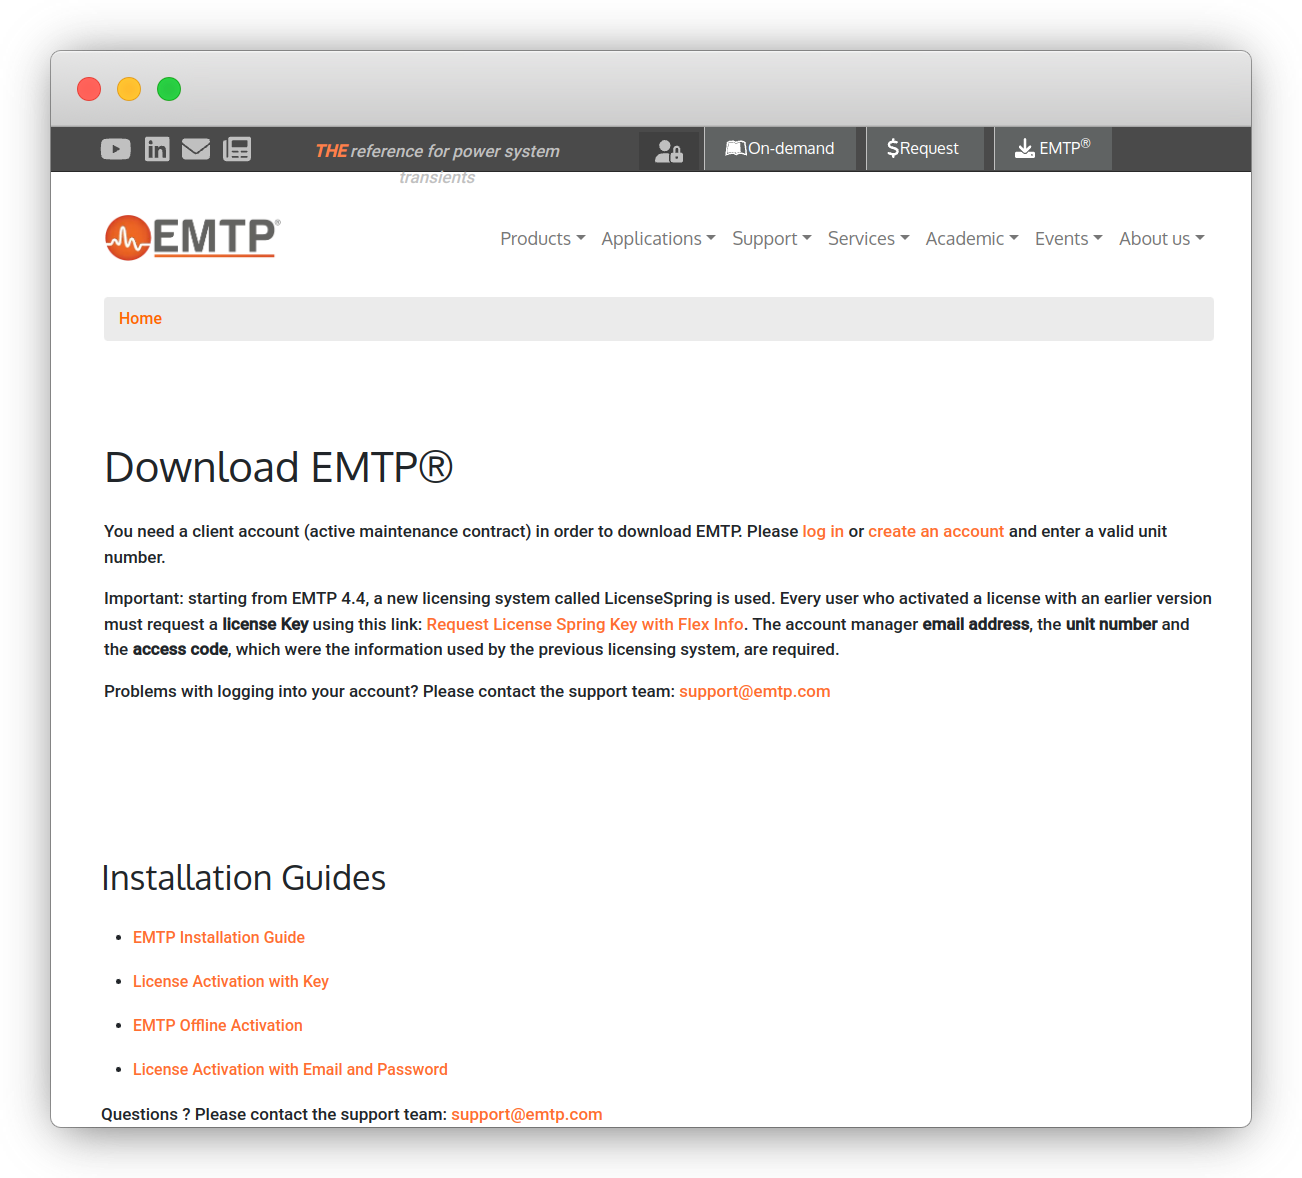 THE reference for power system
transients
On-demand
$Request
EMTP®
EMTP®
Products
Applications
Support
Services
Academic
Events
About us
Home
Download EMTP®
You need a client account (active maintenance contract) in order to download EMTP. Please log in or create an account and enter a valid unit
number.
Important: starting from EMTP 4.4, a new licensing system called LicenseSpring is used. Every user who activated a license with an earlier version
must request a license Key using this link: Request License Spring Key with Flex Info. The account manager email address, the unit number and
the access code, which were the information used by the previous licensing system, are required.
Problems with logging into your account? Please contact the support team: support@emtp.com
Installation Guides
EMTP Installation Guide
License Activation with Key
EMTP Offline Activation
License Activation with Email and Password
Questions ? Please contact the support team: support@emtp.com